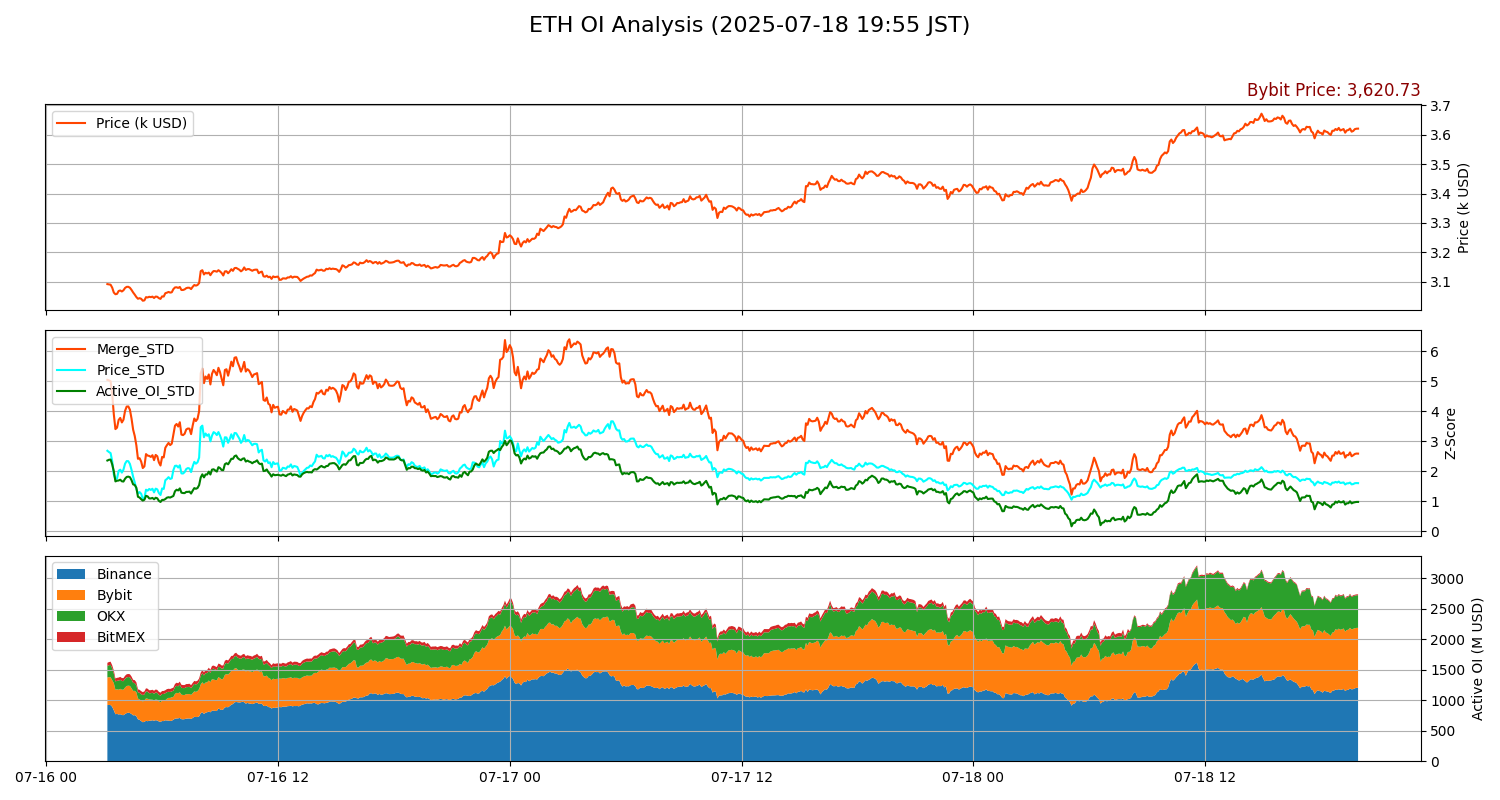 ETH OI Analysis (2025-07-18 19:55 JST)
Bybit Price: 3,620.73
Price (k USD)
3.7
3.6
3.5
3.4
3.3
3.2
3.1
Price (k USD)
Merge_STD
Price_STD
Active_OI_STD
6
5
4
3
2
1
0
Z-Score
Binance
Bybit
OKX
BitMEX
3000
2500
2000
1500
1000
500
0
Active OI (M USD)
07-16 00
07-16 12
07-17 00
07-17 12
07-18 00
07-18 12